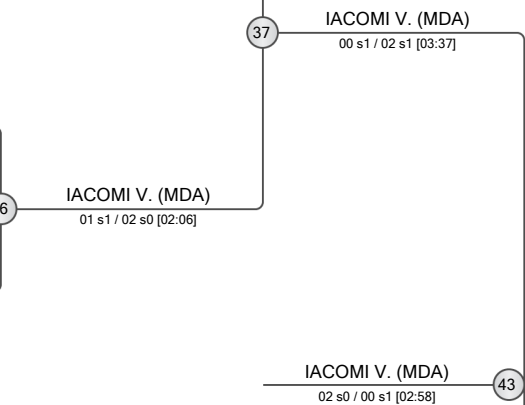 IACOMI V. (MDA)
37
00 s1 / 02 s1 [03:37]
IACOMI V. (MDA)
6
01 s1 / 02 s0 [02:06]
IACOMI V. (MDA)
43
02 s0 / 00 s1 [02:58]